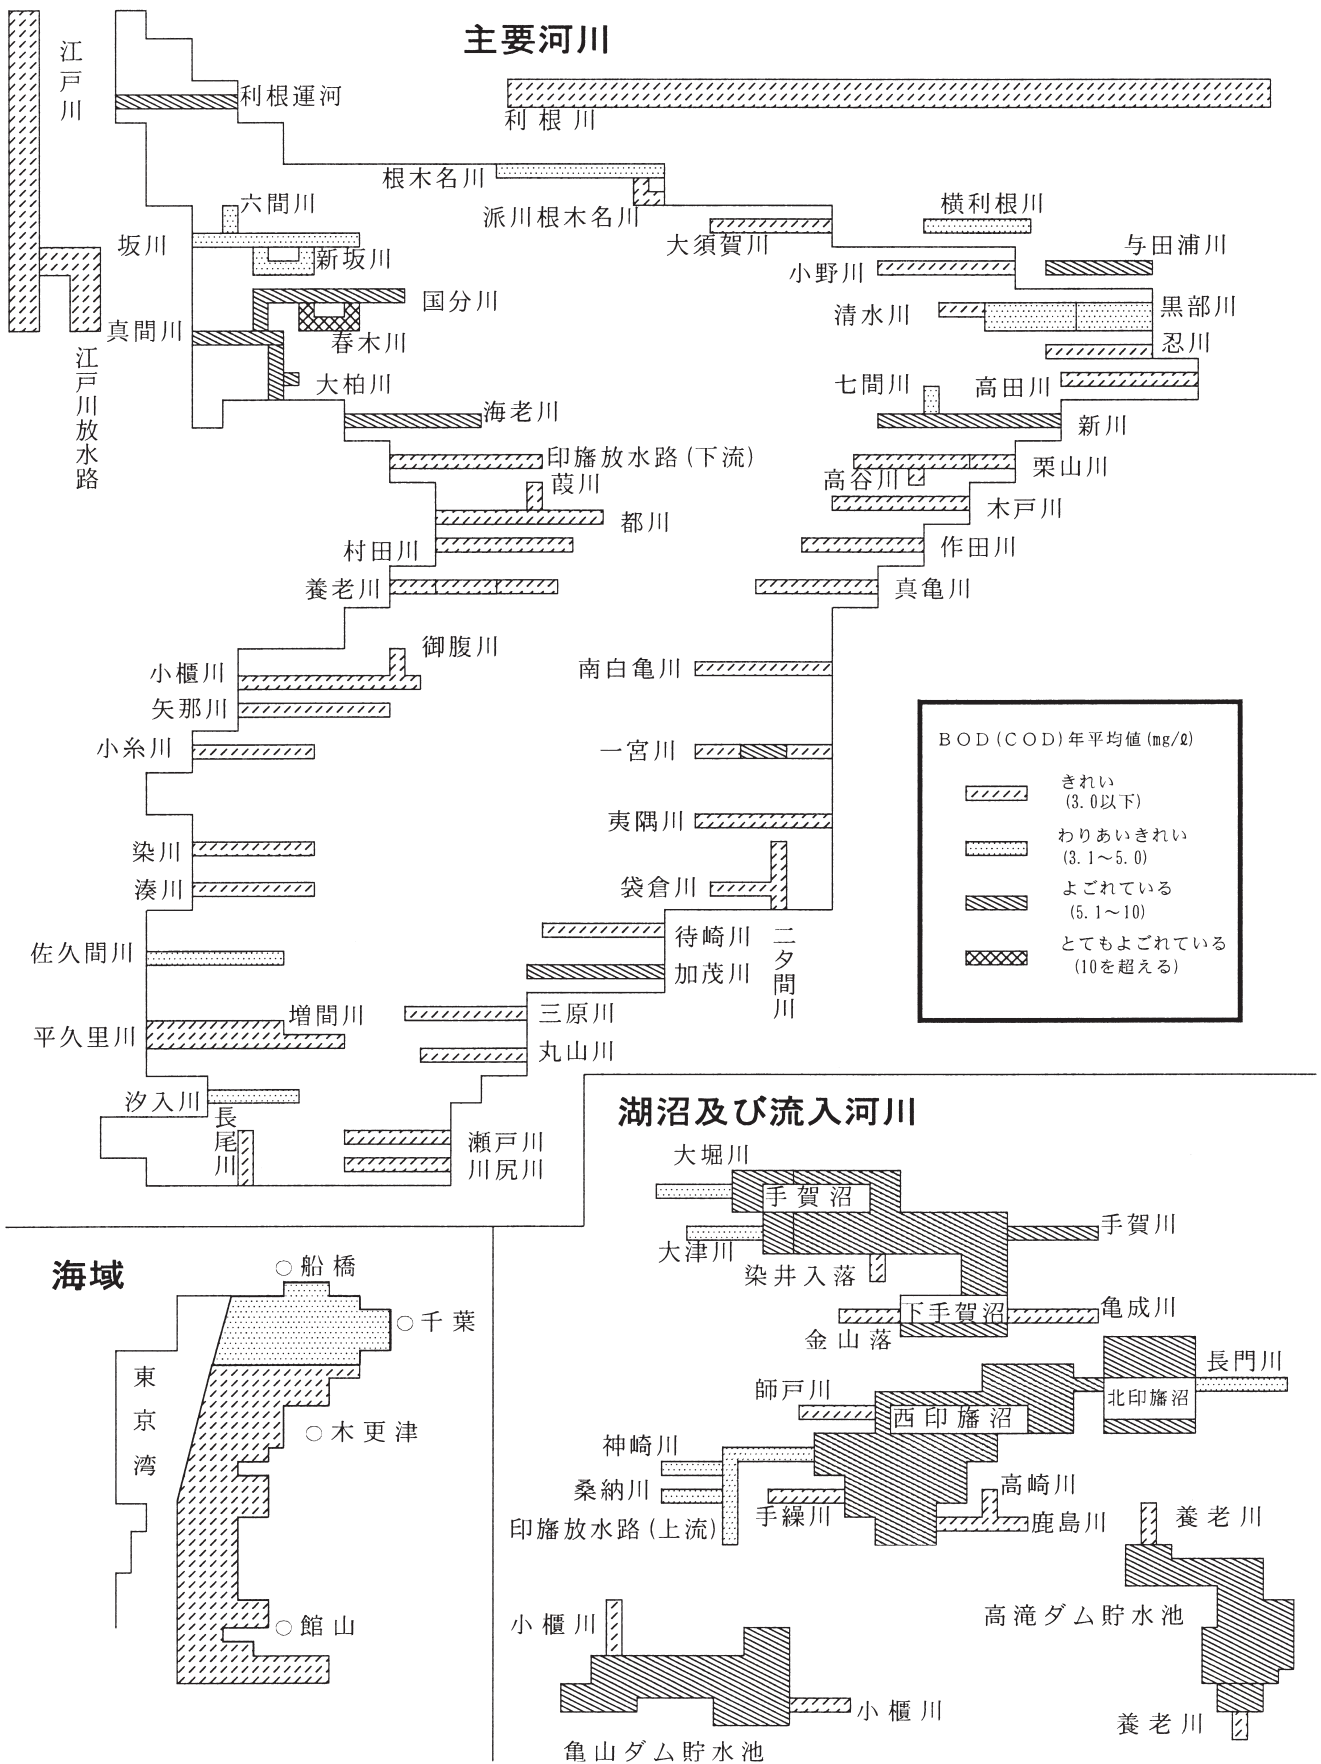 主要河川
江戸川
利根運河
利根川
根木名川
派川根木名川
六間川
横利根川
坂川
新坂川
大須賀川
与田浦川
小野川
国分川
清水川
黒部川
真間川
春木川
忍川
江戸川放水路
大柏川
七間川
高田川
海老川
新川
印旛放水路(下流)
栗山川
葭川
高谷川
都川
木戸川
村田川
作田川
養老川
真亀川
御腹川
小櫃川
南白亀川
矢那川
小糸川
一宮川
BOD(COD)年平均値(mg/ℓ)
きれい
(3.0以下)
わりあいきれい
(3.1〜5.0)
よごれている
(5.1〜10)
とてもよごれている
(10を超える)
夷隅川
染川
湊川
袋倉川
佐久間川
待崎川
二タ間川
加茂川
増間川
平久里川
三原川
丸山川
汐入川
長尾川
瀬戸川
川尻川
湖沼及び流入河川
大堀川
手賀沼
大津川
手賀川
染井入落
下手賀沼
亀成川
金山落
長門川
北印旛沼
師戸川
西印旛沼
神崎川
桑納川
高崎川
手繰川
印旛放水路(上流)
鹿島川
養老川
高滝ダム貯水池
養老川
小櫃川
小櫃川
亀山ダム貯水池
海域
○船橋
○千葉
東京湾
○木更津
○館山